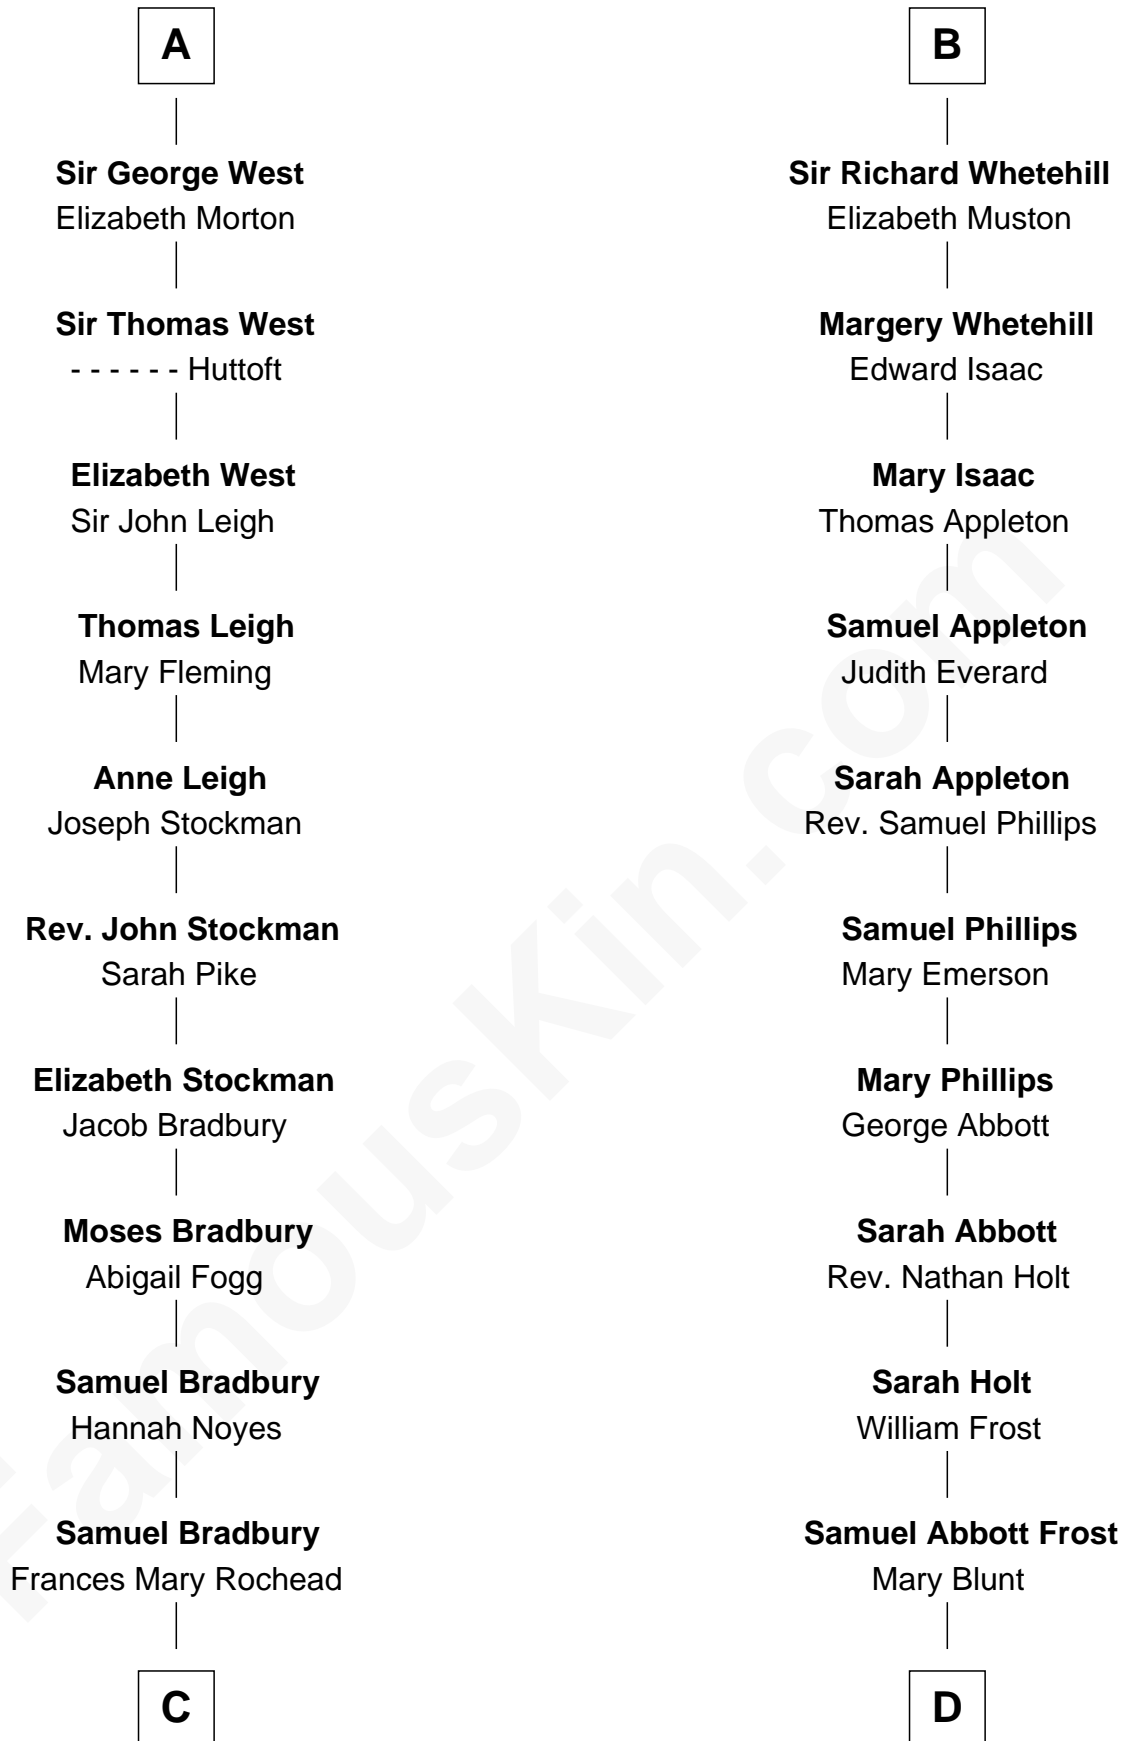 A
Sir George West
Elizabeth Morton
Sir Thomas West
- - - - - - Huttoft
Elizabeth West
Sir John Leigh
Thomas Leigh
Mary Fleming
Anne Leigh
Joseph Stockman
Rev. John Stockman
Sarah Pike
Elizabeth Stockman
Jacob Bradbury
Moses Bradbury
Abigail Fogg
Samuel Bradbury
Hannah Noyes
Samuel Bradbury
Frances Mary Rochead
C
B
Sir Richard Whetehill
Elizabeth Muston
Margery Whetehill
Edward Isaac
Mary Isaac
Thomas Appleton
Samuel Appleton
Judith Everard
Sarah Appleton
Rev. Samuel Phillips
Samuel Phillips
Mary Emerson
Mary Phillips
George Abbott
Sarah Abbott
Rev. Nathan Holt
Sarah Holt
William Frost
Samuel Abbott Frost
Mary Blunt
D
FamousKin.com